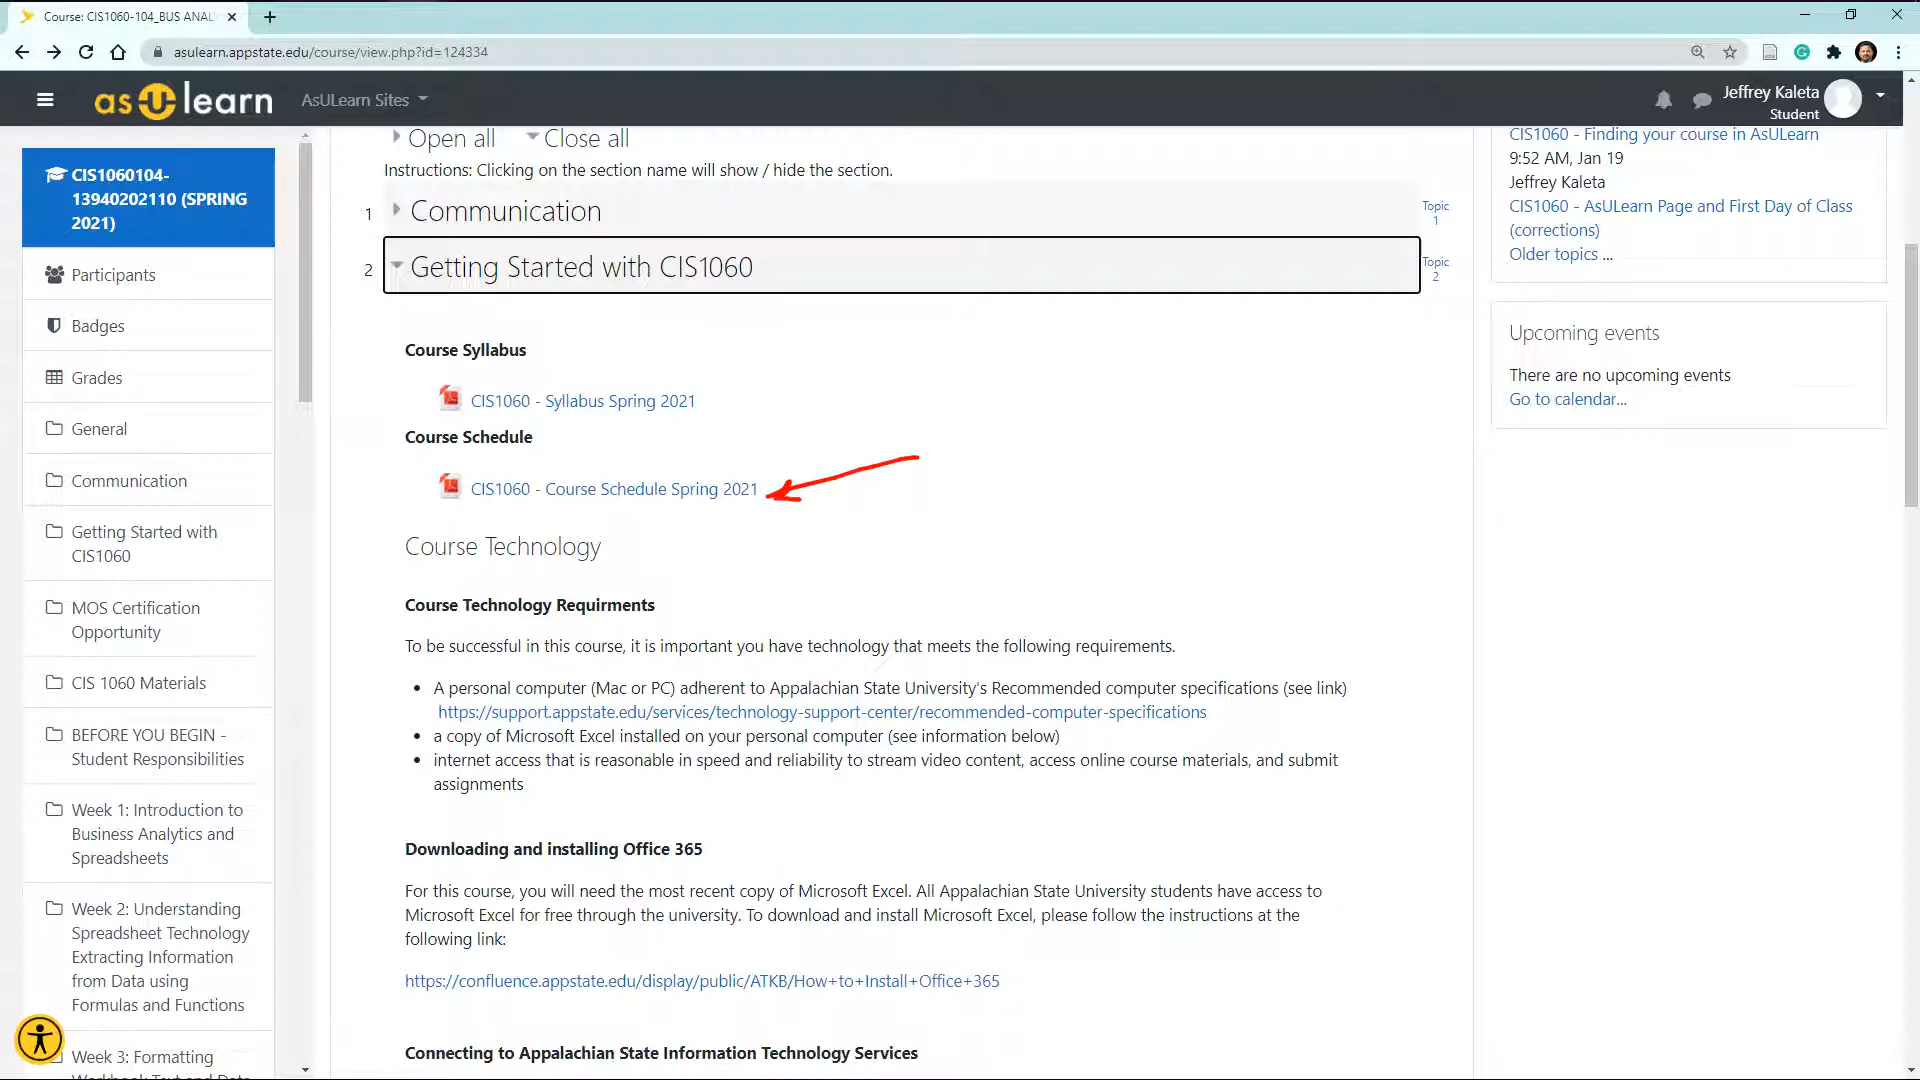 Course: CIS1060-104_BUS ANAL
asulearn.appstate.edu/course/view.php?id=124334
asULearn
AsULearn Sites
Jeffrey Kaleta
Student
CIS1060104-
13940202110 (SPRING
2021)
Participants
Badges
Grades
General
Communication
Getting Started with
CIS1060
MOS Certification
Opportunity
CIS 1060 Materials
BEFORE YOU BEGIN -
Student Responsibilities
Week 1: Introduction to
Business Analytics and
Spreadsheets
Week 2: Understanding
Spreadsheet Technology
Extracting Information
from Data using
Formulas and Functions
Week 3: Formatting
Workbook Text and Data
Open all Close all
Instructions: Clicking on the section name will show / hide the section.
1 Communication
Topic
1
2 Getting Started with CIS1060
Topic
2
Course Syllabus
CIS1060 - Syllabus Spring 2021
Course Schedule
CIS1060 - Course Schedule Spring 2021
Course Technology
Course Technology Requirments
To be successful in this course, it is important you have technology that meets the following requirements.
• A personal computer (Mac or PC) adherent to Appalachian State University's Recommended computer specifications (see link)
https://support.appstate.edu/services/technology-support-center/recommended-computer-specifications
• a copy of Microsoft Excel installed on your personal computer (see information below)
• internet access that is reasonable in speed and reliability to stream video content, access online course materials, and submit
assignments
Downloading and installing Office 365
For this course, you will need the most recent copy of Microsoft Excel. All Appalachian State University students have access to
Microsoft Excel for free through the university. To download and install Microsoft Excel, please follow the instructions at the
following link:
https://confluence.appstate.edu/display/public/ATKB/How+to+Install+Office+365
Connecting to Appalachian State Information Technology Services
CIS1060 - Finding your course in AsULearn
9:52 AM, Jan 19
Jeffrey Kaleta
CIS1060 - AsULearn Page and First Day of Class
(corrections)
Older topics ...
Upcoming events
There are no upcoming events
Go to calendar...